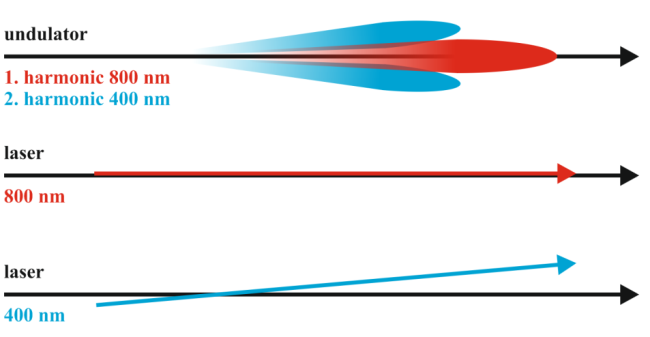 undulator
1. harmonic 800 nm
2. harmonic 400 nm
laser
800 nm
laser
400 nm